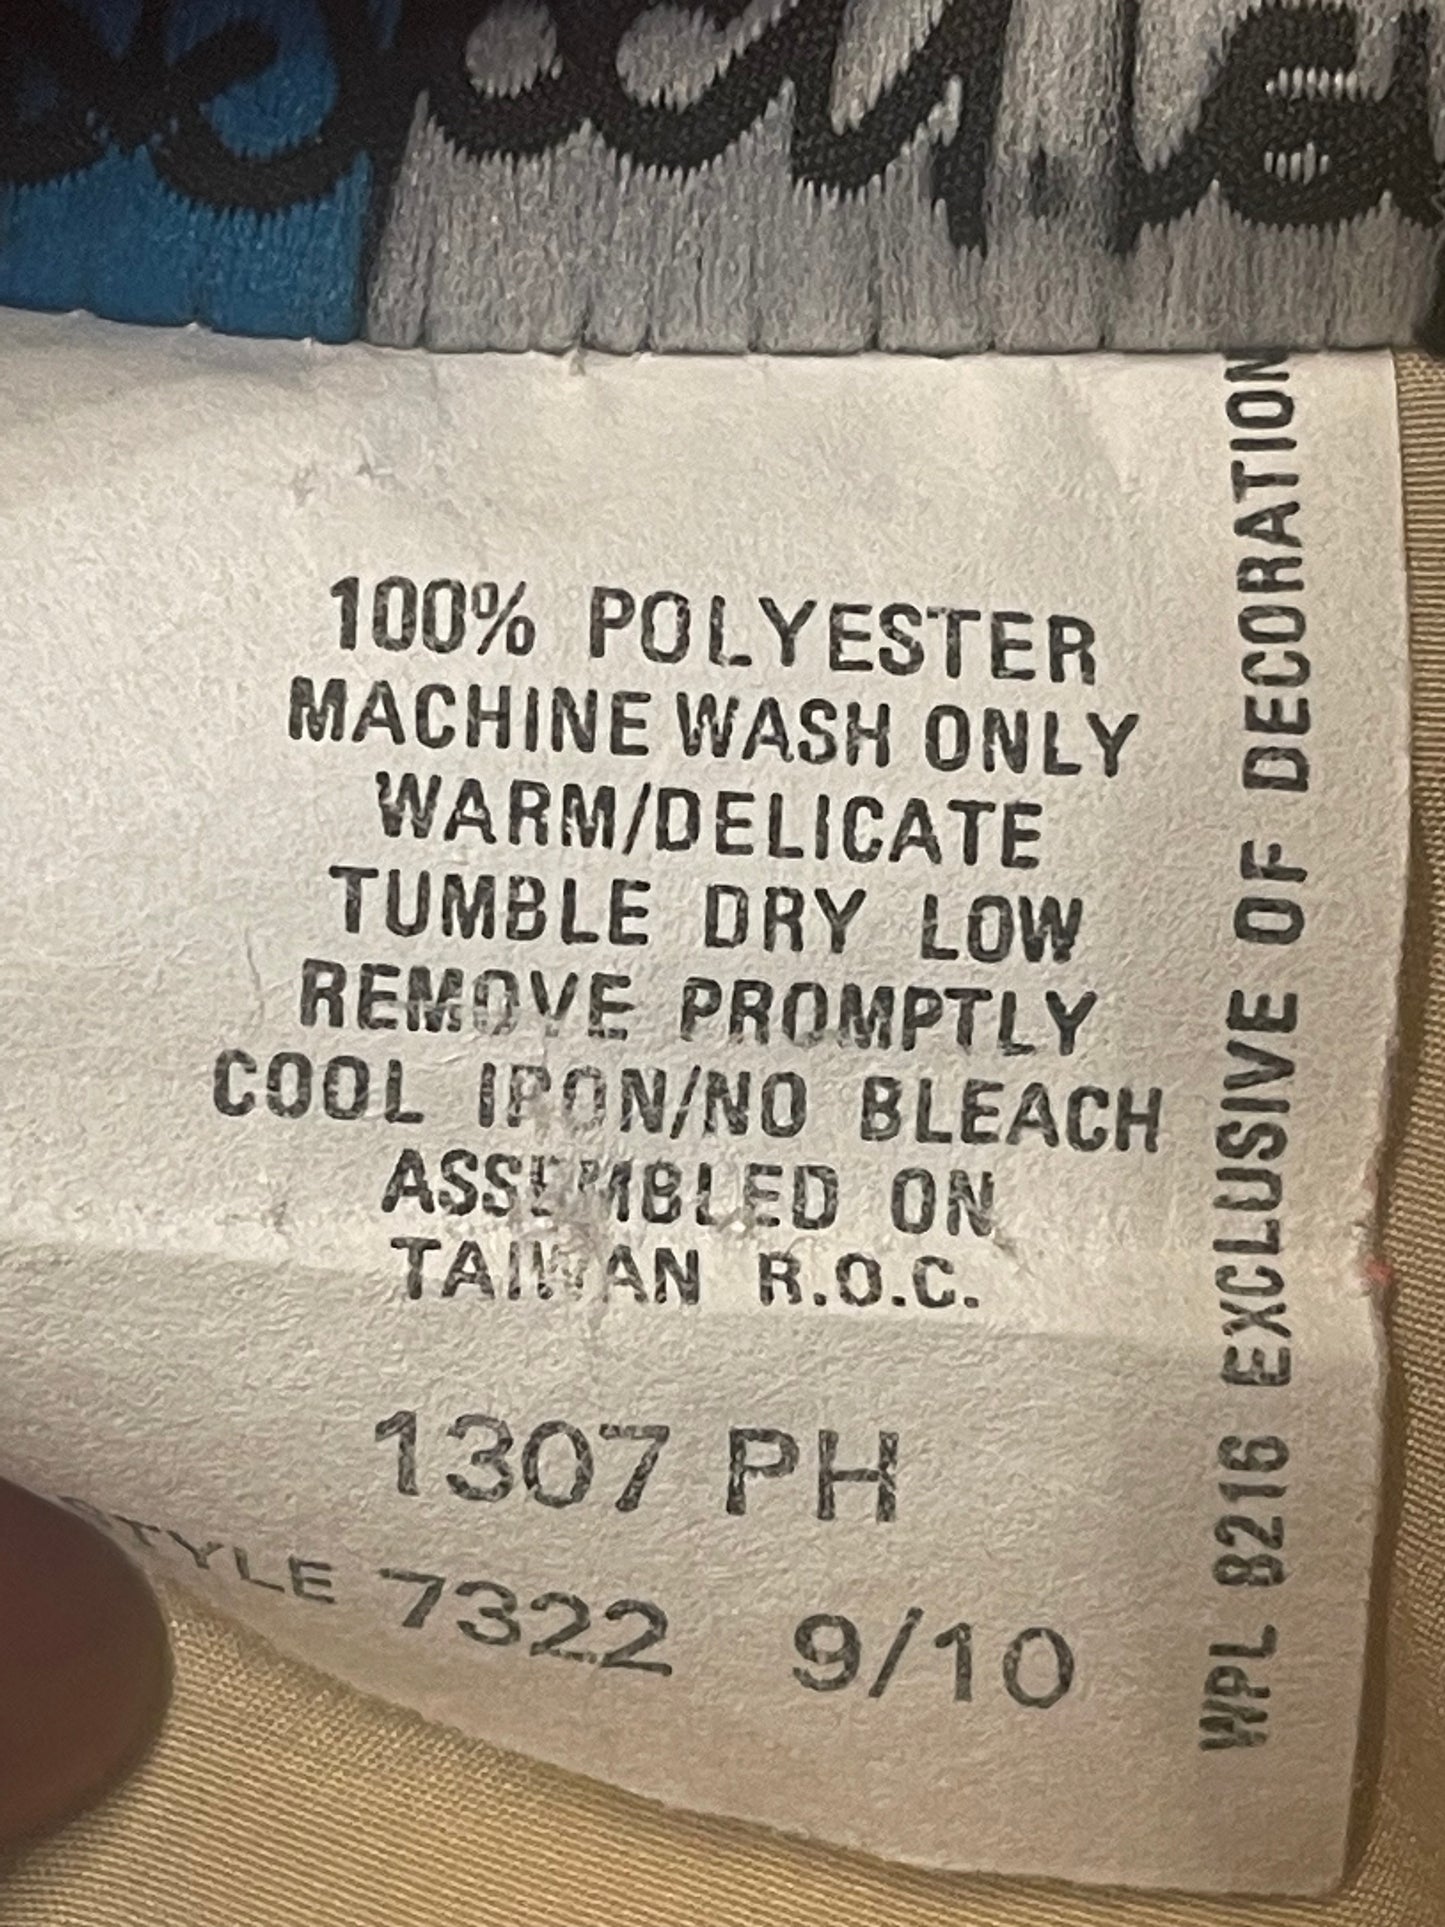 100% POLYESTER
MACHINE WASH ONLY
WARM/DELICATE
TUMBLE DRY LOW
REMOVE PROMPTLY
COOL IRON/NO BLEACH
ASSEMBLED ON
TAIWAN R.O.C.
1307 PH
STYLE 7322 9/10
WPL 8216 EXCLUSIVE OF DECORATION